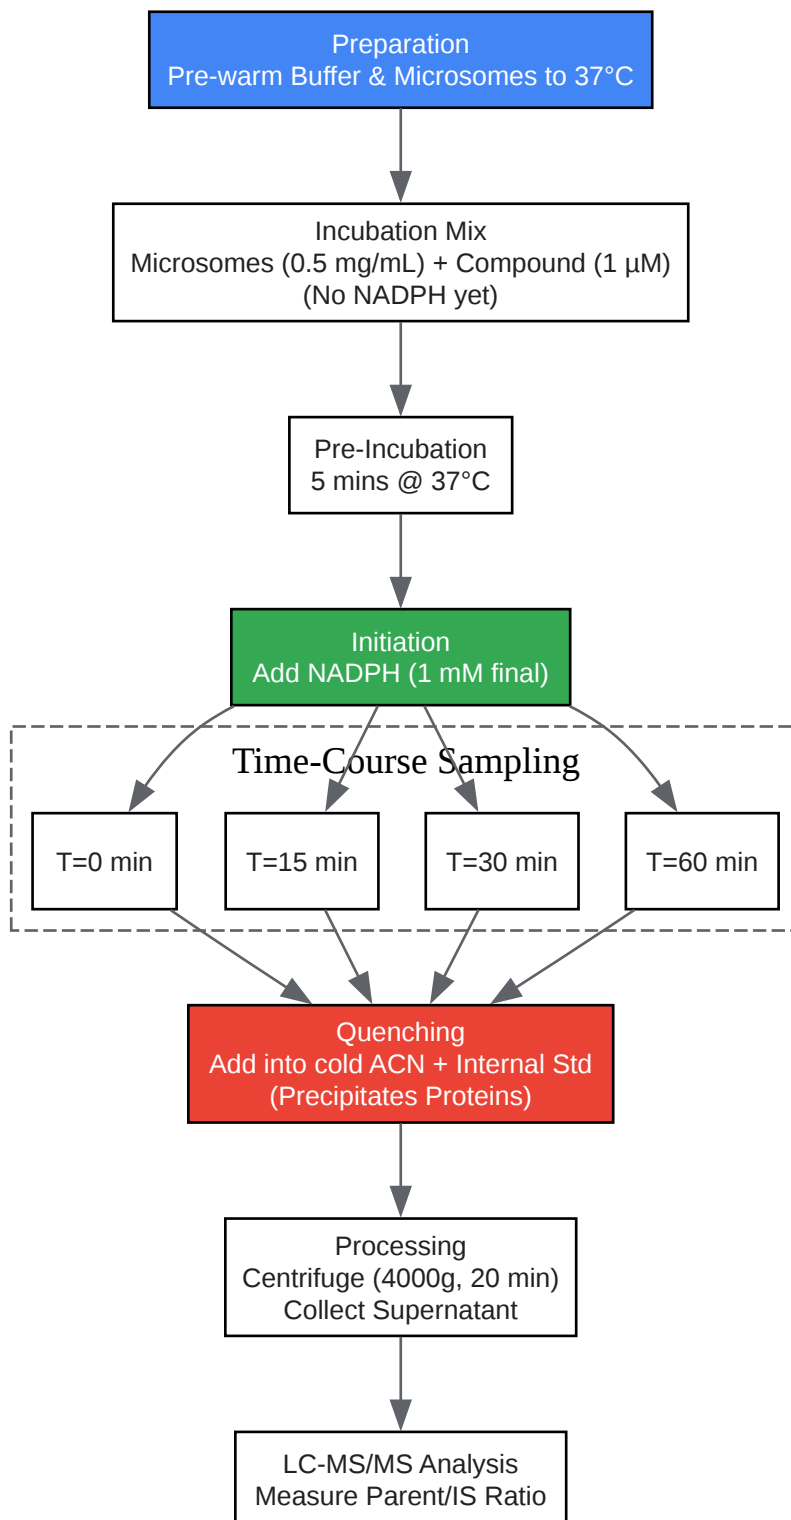 Preparation
Pre-warm Buffer & Microsomes to 37°C
Incubation Mix
Microsomes (0.5 mg/mL) + Compound (1 µM)
(No NADPH yet)
Pre-Incubation
5 mins @ 37°C
Initiation
Add NADPH (1 mM final)
Time-Course Sampling
T=0 min
T=15 min
T=30 min
T=60 min
Quenching
Add into cold ACN + Internal Std
(Precipitates Proteins)
Processing
Centrifuge (4000g, 20 min)
Collect Supernatant
LC-MS/MS Analysis
Measure Parent/IS Ratio